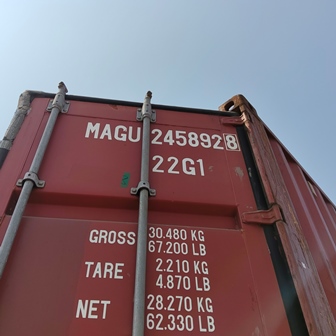 MAGU 245892 8
22G1
GROSS 30.480 KG
67.200 LB
TARE 2.210 KG
4.870 LB
NET 28.270 KG
62.330 LB